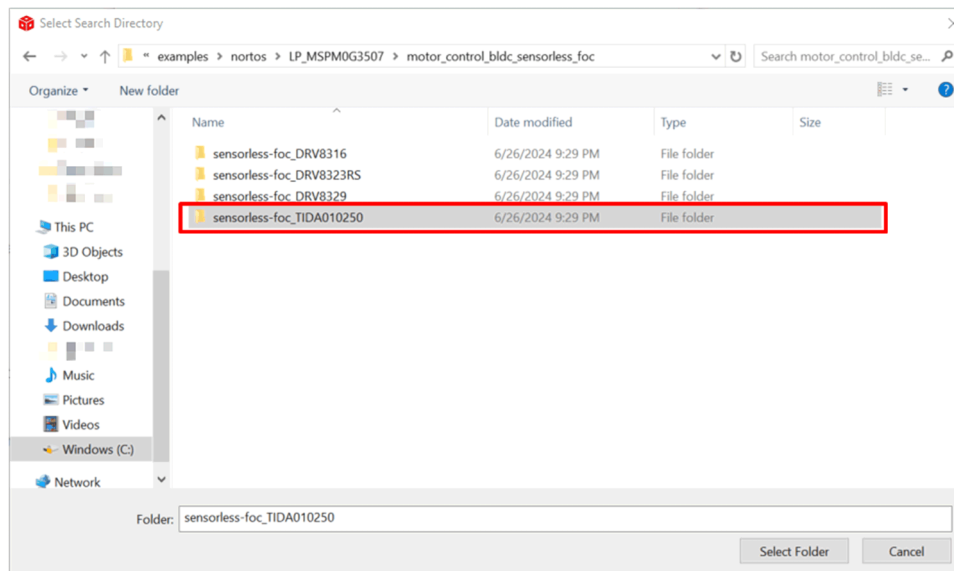 Select Search Directory
« examples > nortos > LP_MSPM0G3507 > motor_control_bldc_sensorless_foc
Search motor_control_bldc_se...
Organize
New folder
?
Name Date modified Type Size
sensorless-foc_DRV8316 6/26/2024 9:29 PM File folder
sensorless-foc_DRV8323RS 6/26/2024 9:29 PM File folder
sensorless-foc_DRV8329 6/26/2024 9:29 PM File folder
sensorless-foc_TIDA010250 6/26/2024 9:29 PM File folder
This PC
3D Objects
Desktop
Documents
Downloads
Music
Pictures
Videos
Windows (C:)
Network
Folder: sensorless-foc_TIDA010250
Select Folder Cancel